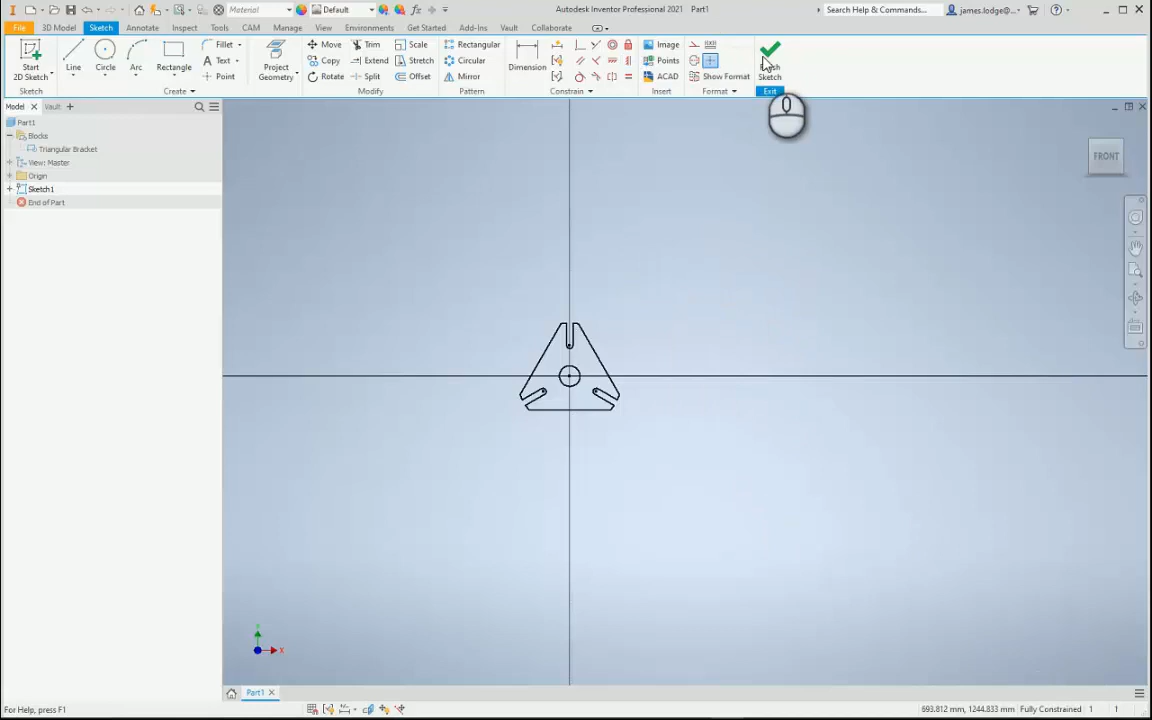 Material
Default
Autodesk Inventor Professional 2021 Part1
Search Help & Commands...
james.lodge@...
File 3D Model Sketch Annotate Inspect Tools CAM Manage View Environments Get Started Add-Ins Vault Collaborate
Start 2D Sketch
Line
Circle
Arc
Rectangle
Fillet
Text
Point
Project Geometry
Move
Copy
Rotate
Trim
Extend
Split
Scale
Stretch
Offset
Rectangular
Circular
Mirror
Dimension
Image
Points
ACAD
Show Format
Finish Sketch
Sketch Create Modify Pattern Constrain Insert Format Exit
Model Vault
Part1
Blocks
Triangular Bracket
View: Master
Origin
Sketch1
End of Part
FRONT
Y
X
Part1
For Help, press F1
693.812 mm, 1244.833 mm Fully Constrained 1 1